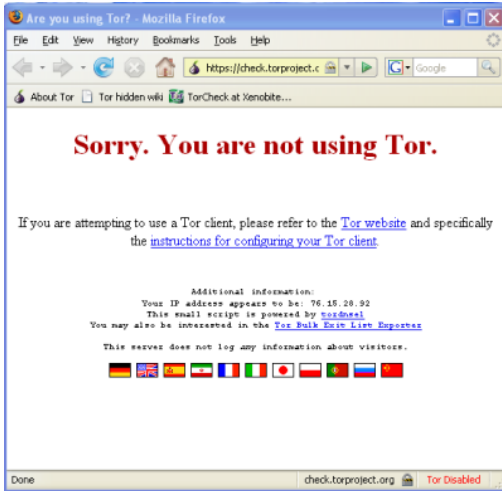 Are you using Tor? - Mozilla Firefox
File Edit View History Bookmarks Tools Help
https://check.torproject.c G Google
About Tor Tor hidden wiki TorCheck at Xenobite...
Sorry. You are not using Tor.
If you are attempting to use a Tor client, please refer to the Tor website and specifically
the instructions for configuring your Tor client.
Additional information:
Your IP address appears to be: 76.15.28.92
This small script is powered by tordnsel
You may also be interested in the Tor Bulk Exit List Exporter
This server does not log any information about visitors.
Done check.torproject.org Tor Disabled